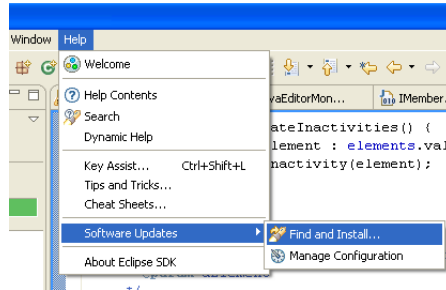 Window Help
Welcome
Help Contents
Search
Dynamic Help
Key Assist... Ctrl+Shift+L
Tips and Tricks...
Cheat Sheets...
Software Updates
About Eclipse SDK
Find and Install...
Manage Configuration
vaEditorMon... IMember.
ateInactivities() {
lement : elements.val
nactivity(element);
*/